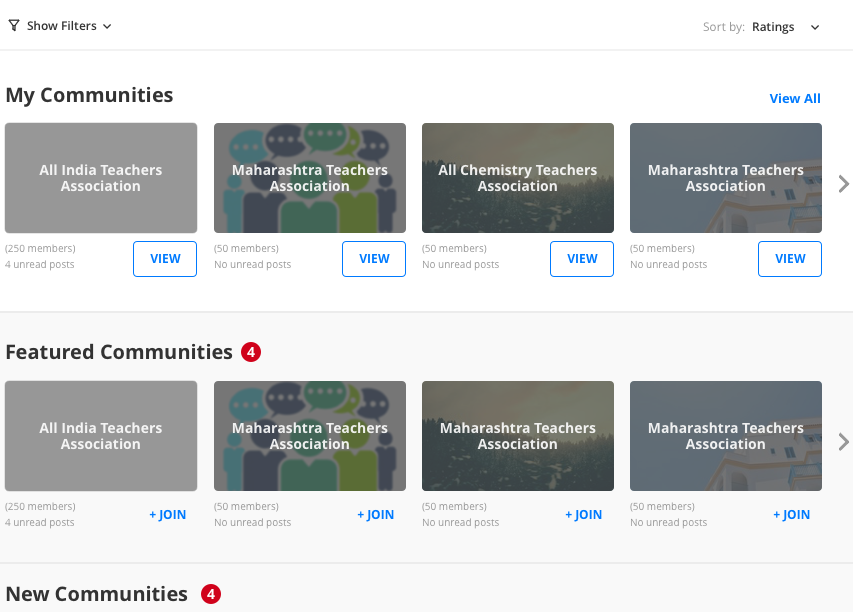 Show Filters
Sort by: Ratings
My Communities
View All
All India Teachers
Association
Maharashtra Teachers
Association
All Chemistry Teachers
Association
Maharashtra Teachers
Association
(250 members)
4 unread posts
VIEW
(50 members)
No unread posts
VIEW
(50 members)
No unread posts
VIEW
(50 members)
No unread posts
VIEW
Featured Communities 4
All India Teachers
Association
Maharashtra Teachers
Association
Maharashtra Teachers
Association
Maharashtra Teachers
Association
(250 members)
4 unread posts
+ JOIN
(50 members)
No unread posts
+ JOIN
(50 members)
No unread posts
+ JOIN
(50 members)
No unread posts
+ JOIN
New Communities 4